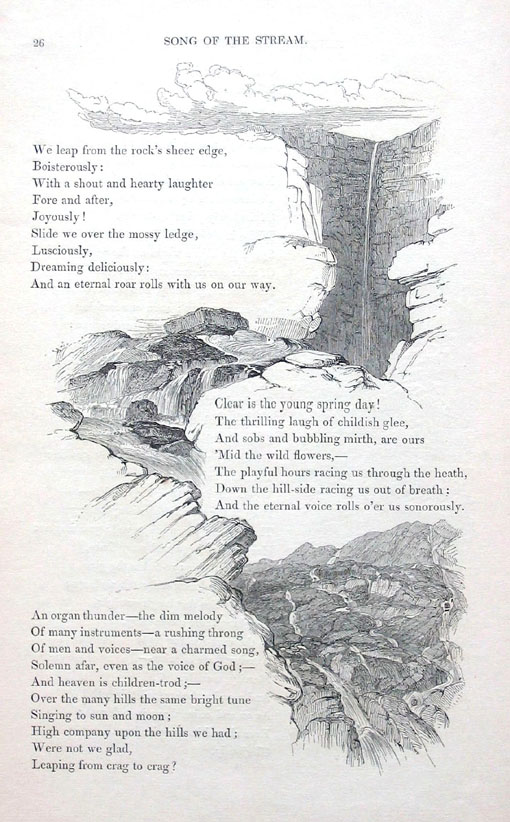 26
SONG OF THE STREAM.
We leap from the rock's sheer edge,
Boisterously:
With a shout and hearty laughter
Fore and after,
Joyously!
Slide we over the mossy ledge,
Lusciously,
Dreaming deliciously:
And an eternal roar rolls with us on our way.
Clear is the young spring day!
The thrilling laugh of childish glee,
And sobs and bubbling mirth, are ours
'Mid the wild flowers,—
The playful hours racing us through the heath,
Down the hill-side racing us out of breath:
And the eternal voice rolls o'er us sonorously.
An organ thunder—the dim melody
Of many instruments—a rushing throng
Of men and voices—near a charmed song,
Solemn afar, even as the voice of God;—
And heaven is children-trod;—
Over the many hills the same bright tune
Singing to sun and moon;
High company upon the hills we had;
Were not we glad,
Leaping from crag to crag?